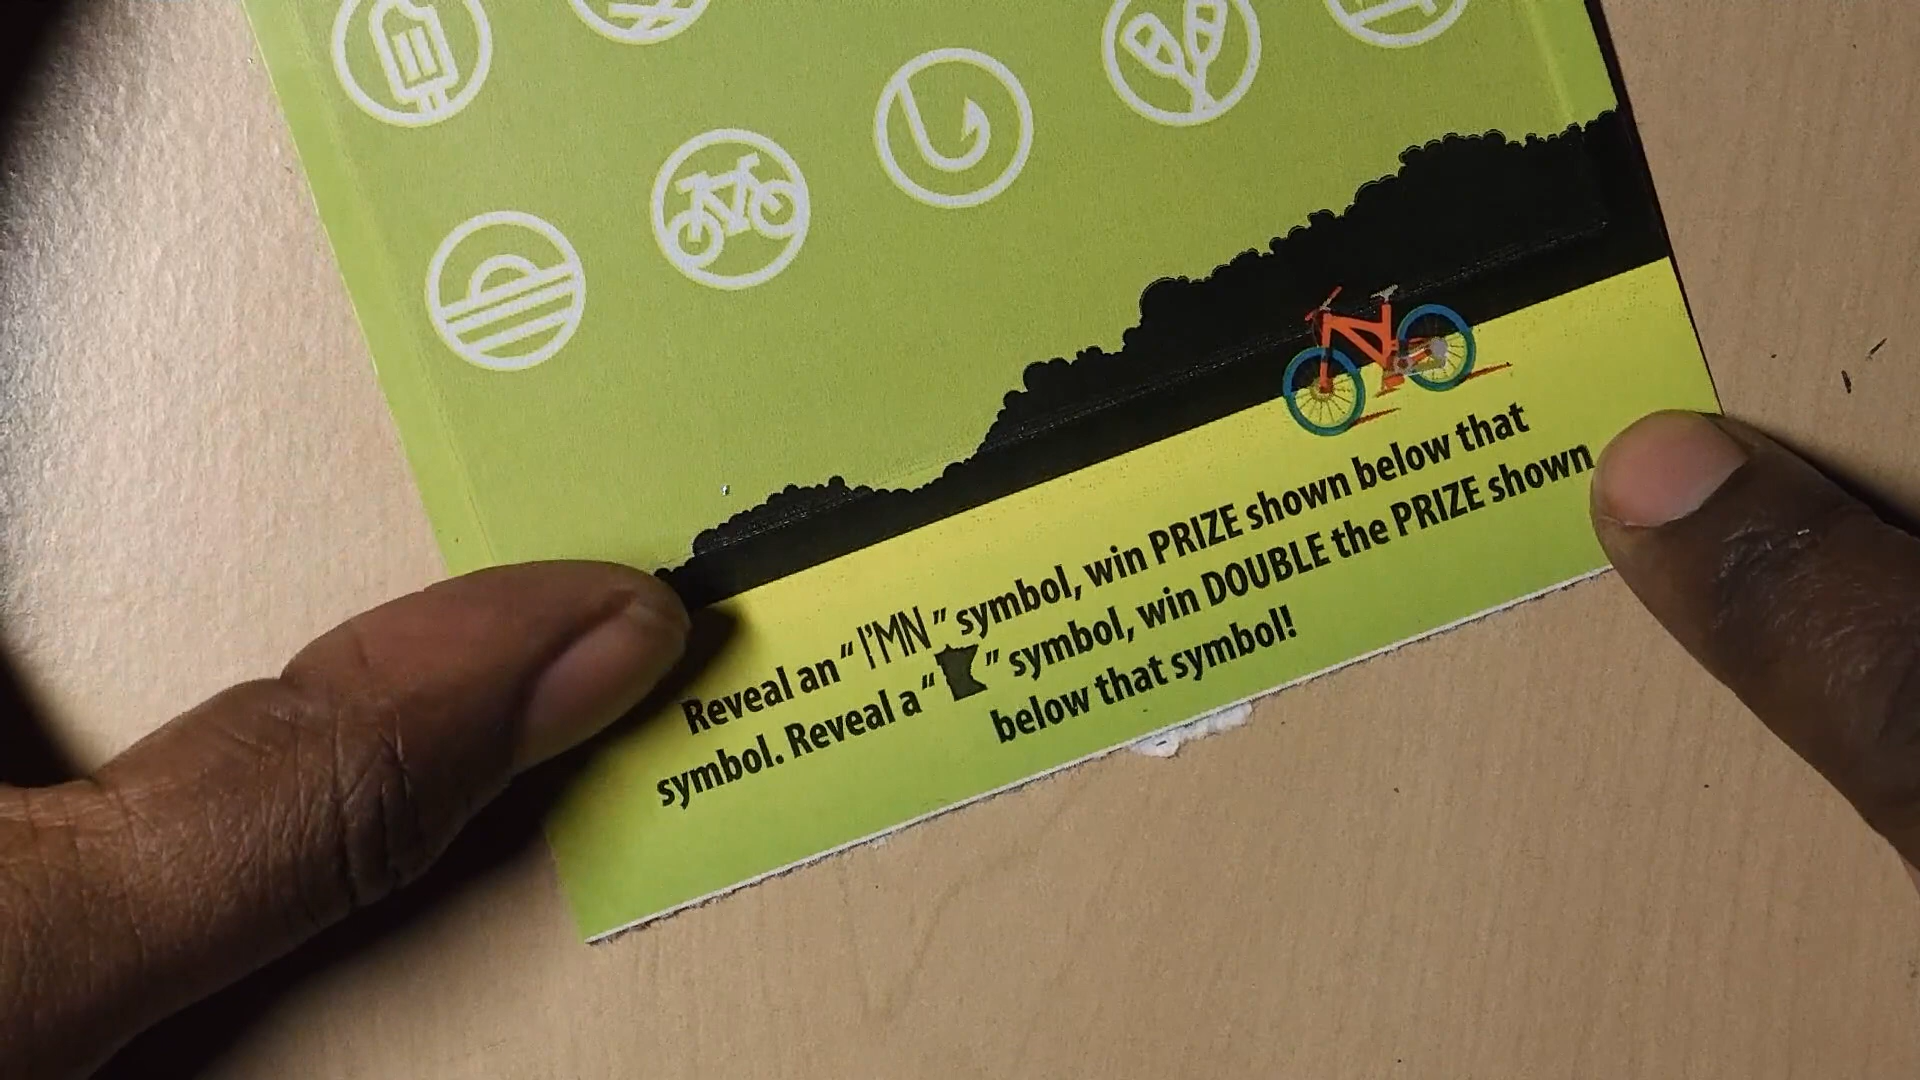 Reveal an " I'MN " symbol, win PRIZE shown below that
symbol. Reveal a " " symbol, win DOUBLE the PRIZE shown
below that symbol!